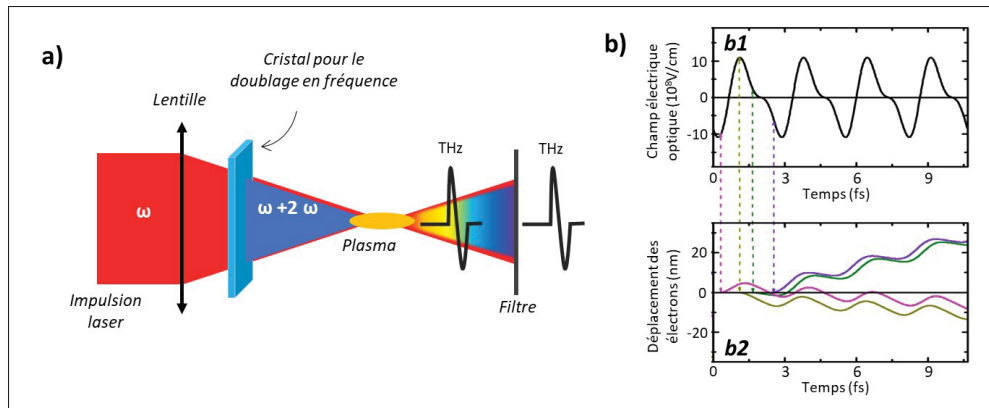 a)
Cristal pour le
doublage en fréquence
Lentille
ω
ω +2 ω
THz
THz
Plasma
Impulsion
laser
Filtre
b)
b1
Champ électrique
optique (10⁸V/cm)
10
0
-10
0 3 6 9
Temps (fs)
Déplacement des
électrons (nm)
20
0
-20
b2
0 3 6 9
Temps (fs)